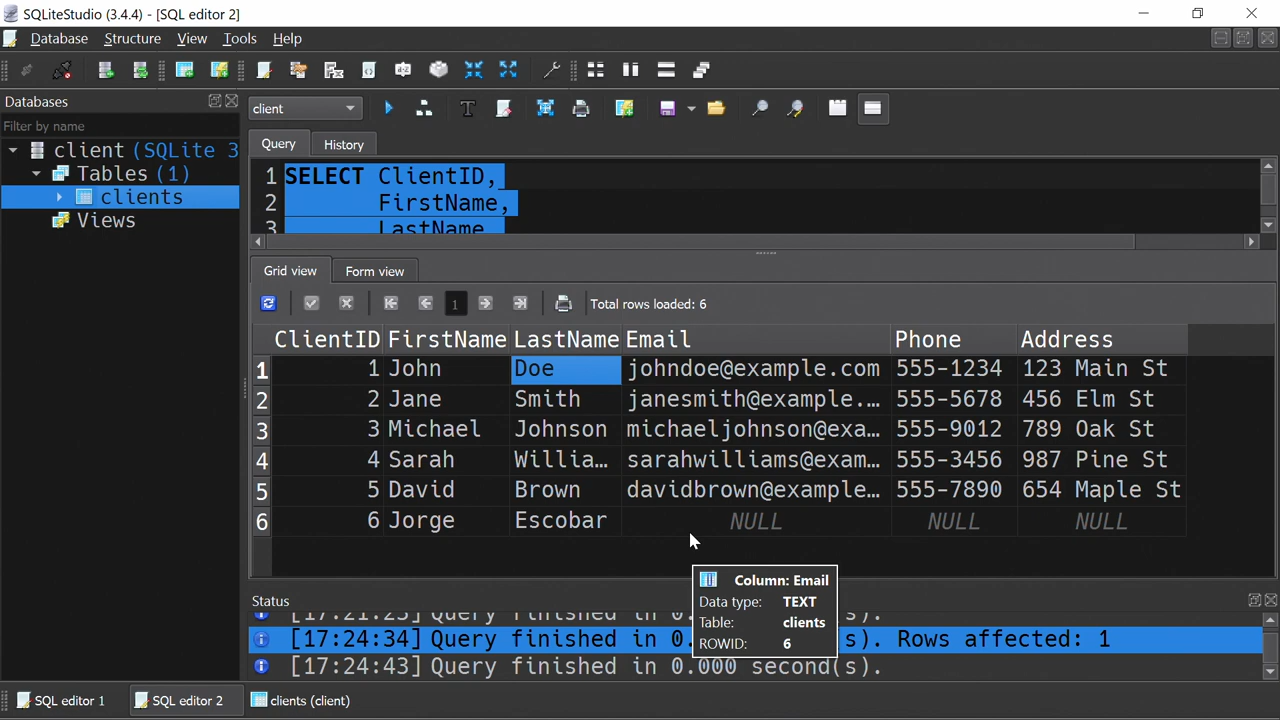 SQLiteStudio (3.4.4) - [SQL editor 2]
Database Structure View Tools Help
Databases
Filter by name
client (SQLite 3
Tables (1)
clients
Views
client
Query History
1 SELECT ClientID,
2 FirstName,
3 LastName
Grid view Form view
1 Total rows loaded: 6
ClientID FirstName LastName Email Phone Address
1 1 John Doe johndoe@example.com 555-1234 123 Main St
2 2 Jane Smith janesmith@example.… 555-5678 456 Elm St
3 3 Michael Johnson michaeljohnson@exa… 555-9012 789 Oak St
4 4 Sarah Willia… sarahwilliams@exam… 555-3456 987 Pine St
5 5 David Brown davidbrown@example… 555-7890 654 Maple St
6 6 Jorge Escobar NULL NULL NULL
Column: Email
Data type: TEXT
Table: clients
ROWID: 6
Status
Query finished in 0. s).
[17:24:34] Query finished in 0. s). Rows affected: 1
[17:24:43] Query finished in 0.000 second(s).
SQL editor 1 SQL editor 2 clients (client)